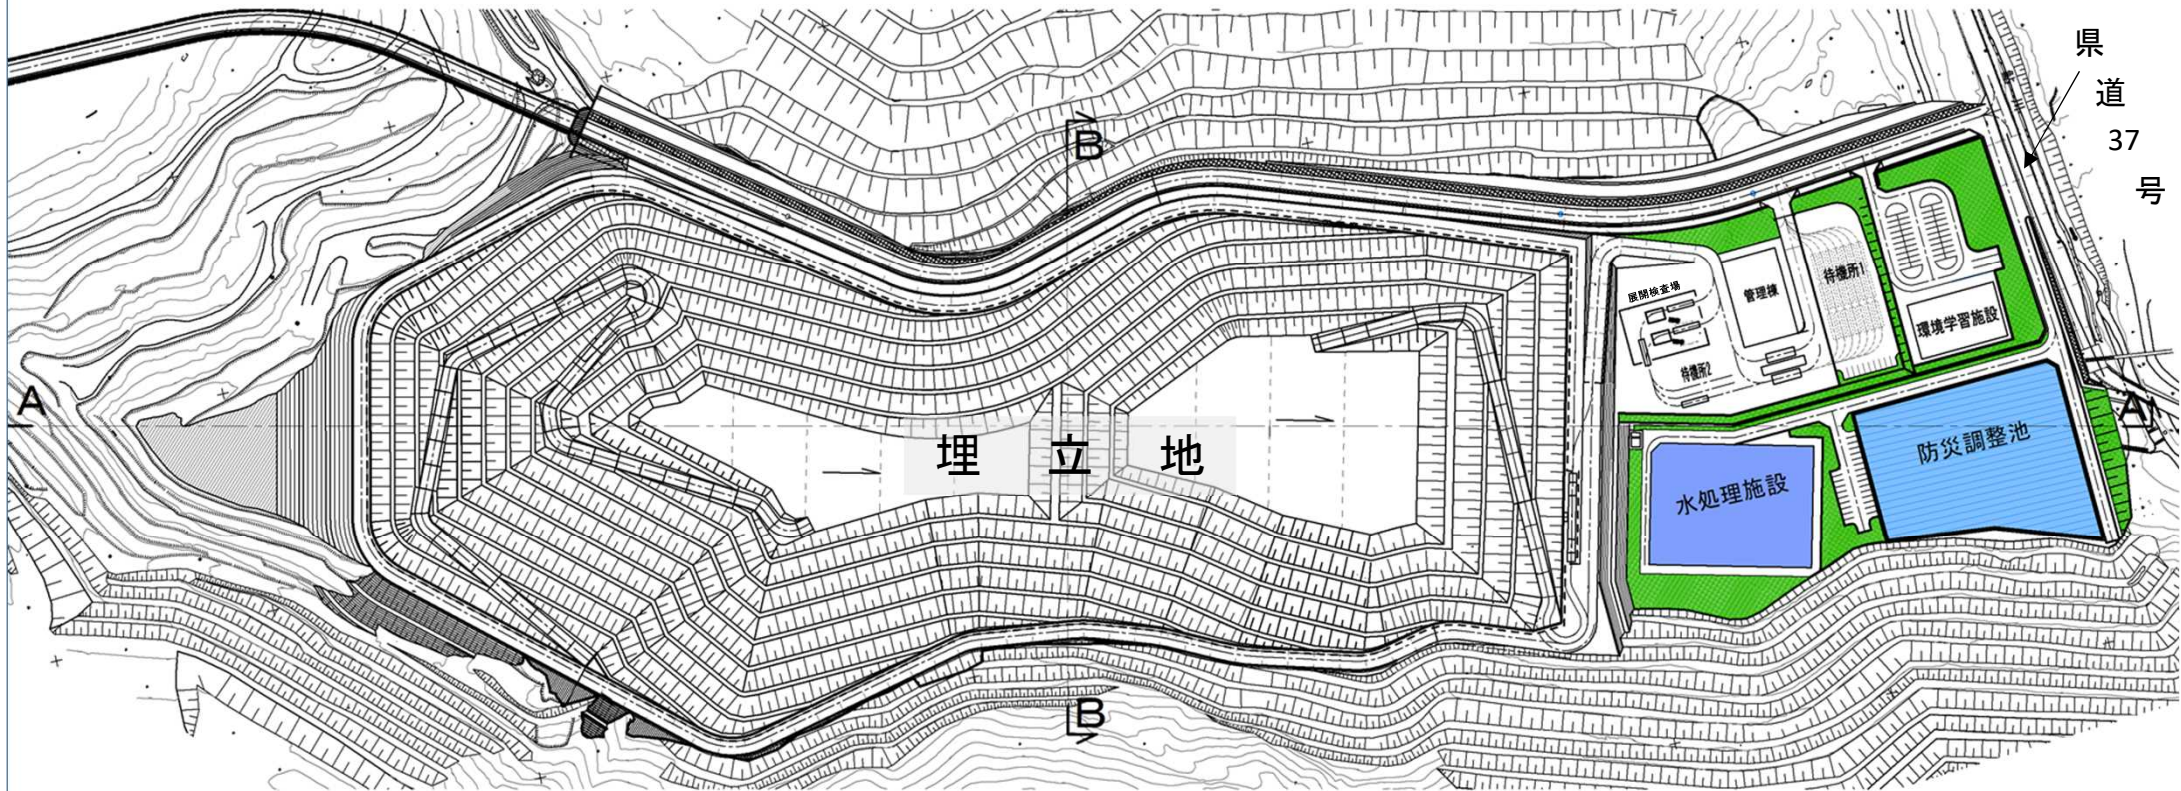 県
道
37
号
B
展開検査場
管理棟
待機所1
待機所2
環境学習施設
A
埋 立 地
A
水処理施設
防災調整池
B